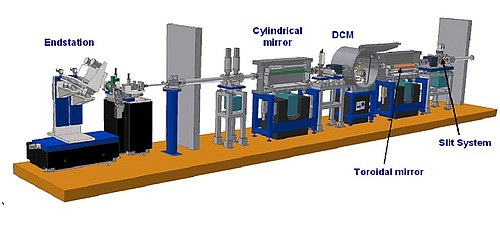 Cylindrical
mirror
DCM
Endstation
Slit System
Toroidal mirror